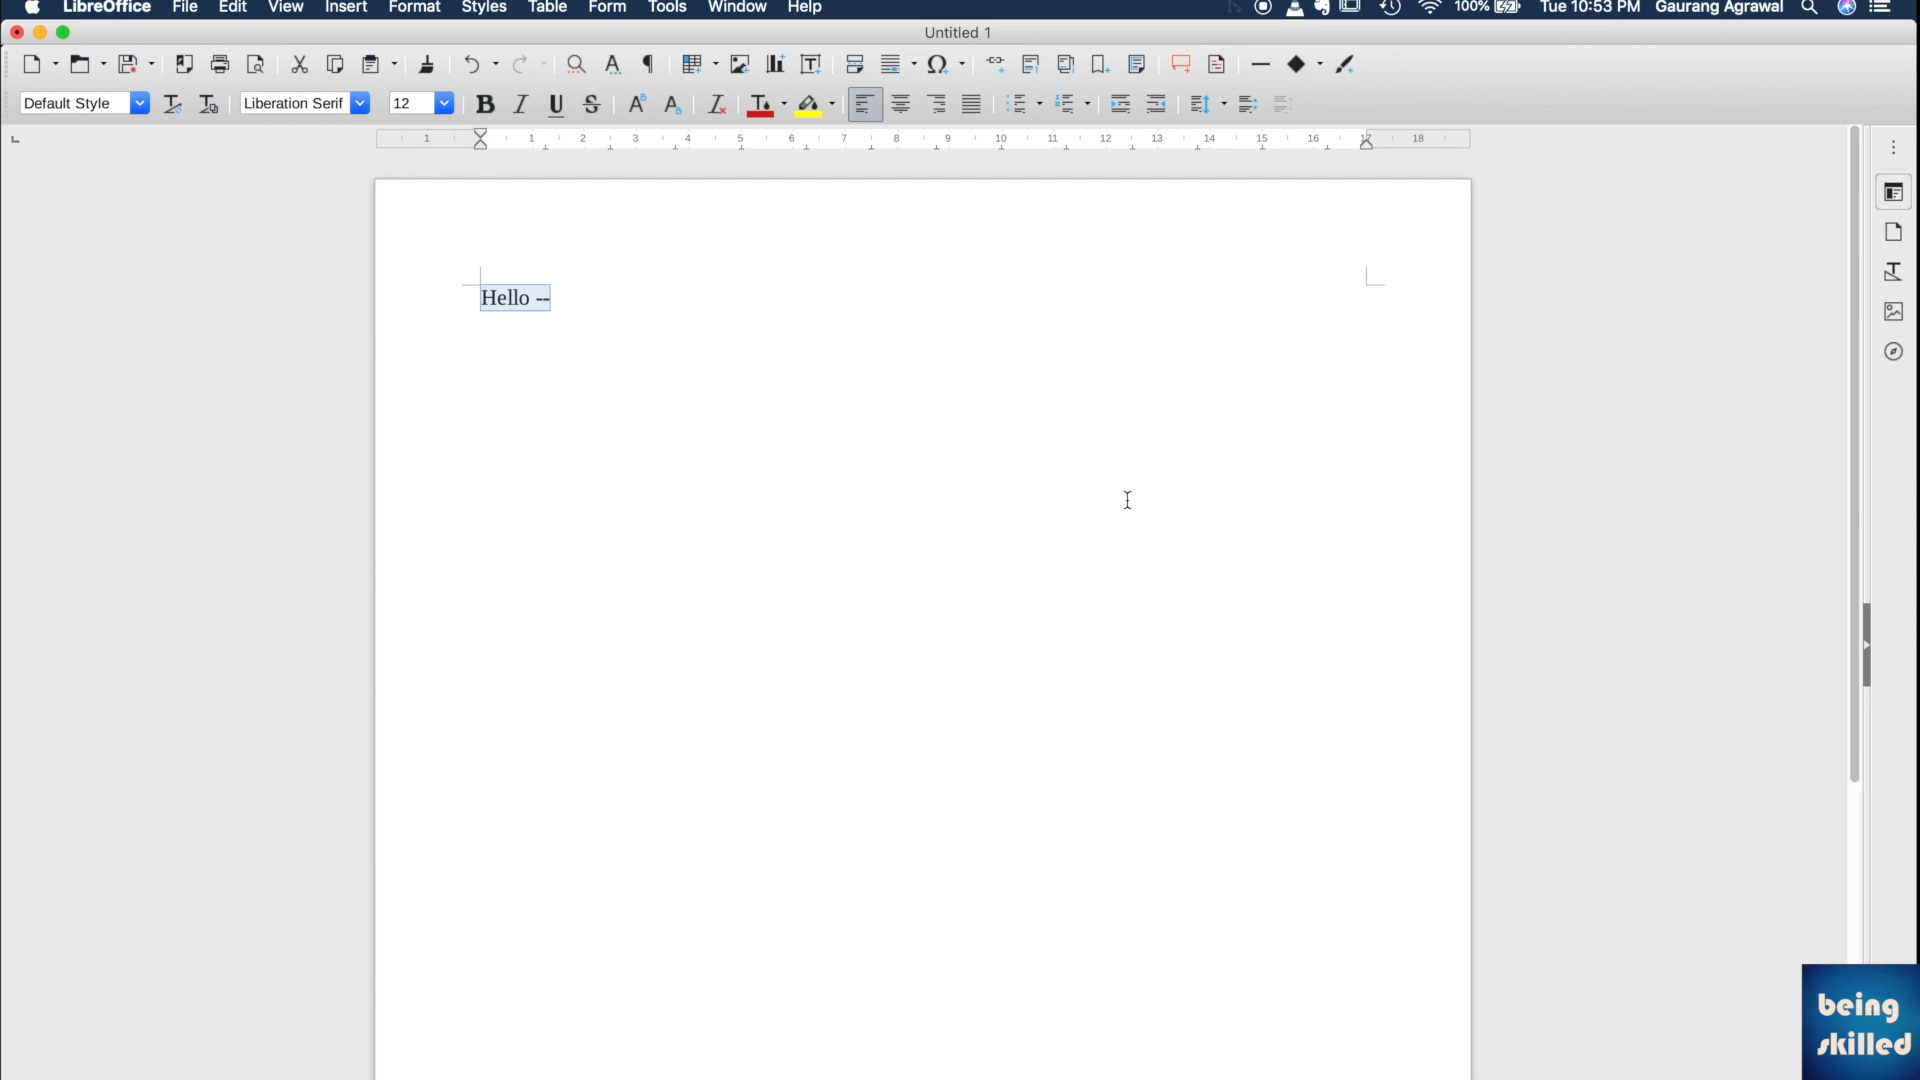 LibreOffice File Edit View Insert Format Styles Table Form Tools Window Help 100% Tue 10:53 PM Gaurang Agrawal
Untitled 1
Default Style Liberation Serif 12
1 1 2 3 4 5 6 7 8 9 10 11 12 13 14 15 16 17 18
Hello --
being
skilled